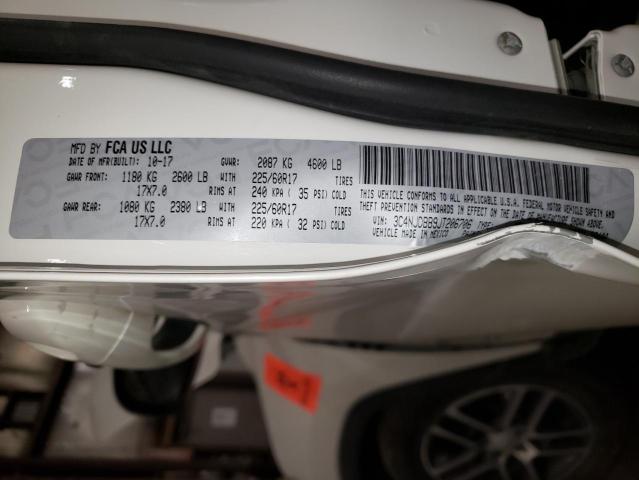 MFD BY FCA US LLC
DATE OF MFR(BUILT): 10-17 GVWR: 2087 KG 4600 LB
GAWR FRONT: 1180 KG 2600 LB WITH 225/60R17 TIRES
17X7.0 RIMS AT 240 KPA ( 35 PSI) COLD
GAWR REAR: 1080 KG 2380 LB WITH 225/60R17 TIRES
17X7.0 RIMS AT 220 KPA ( 32 PSI) COLD
THIS VEHICLE CONFORMS TO ALL APPLICABLE U.S.A. FEDERAL MOTOR VEHICLE SAFETY AND
THEFT PREVENTION STANDARDS IN EFFECT ON THE DATE OF MANUFACTURE SHOWN ABOVE.
VIN: 3C4NJCBB9JT206706 TYPE:
VEHICLE MADE IN MEXICO